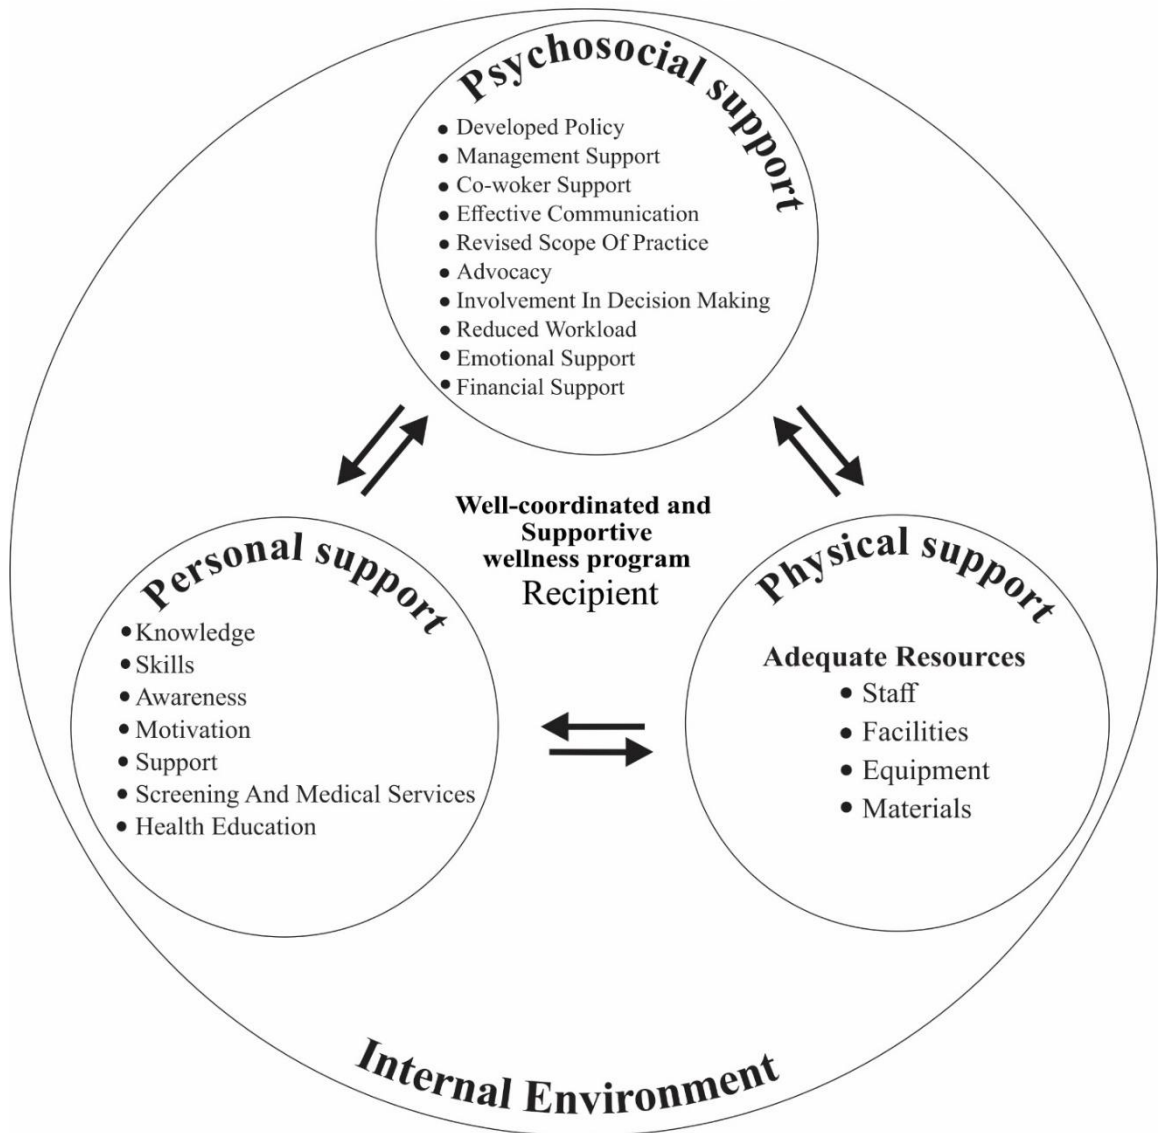 Psychosocial support
Developed Policy
Management Support
Co-woker Support
Effective Communication
Revised Scope Of Practice
Advocacy
Involvement In Decision Making
Reduced Workload
Emotional Support
Financial Support
Well-coordinated and
Supportive
wellness program
Recipient
Personal support
Knowledge
Skills
Awareness
Motivation
Support
Screening And Medical Services
Health Education
Physical support
Adequate Resources
Staff
Facilities
Equipment
Materials
Internal Environment